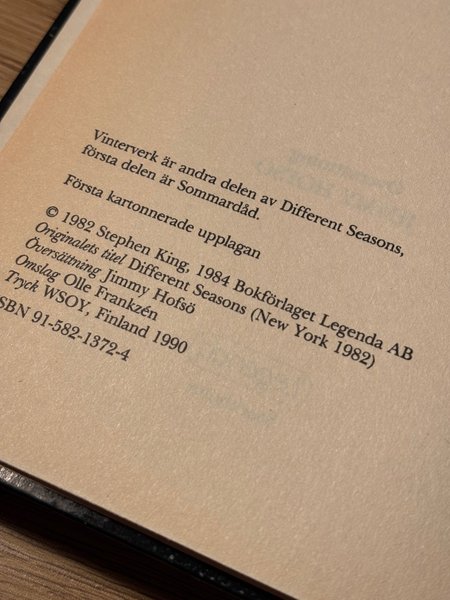 Vinterverk är andra delen av Different Seasons,
första delen är Sommardåd.
Första kartonnerade upplagan
© 1982 Stephen King, 1984 Bokförlaget Legenda AB
Originalets titel Different Seasons (New York 1982)
Översättning Jimmy Hofsö
Omslag Olle Frankzén
Tryck WSOY, Finland 1990
ISBN 91-582-1372-4